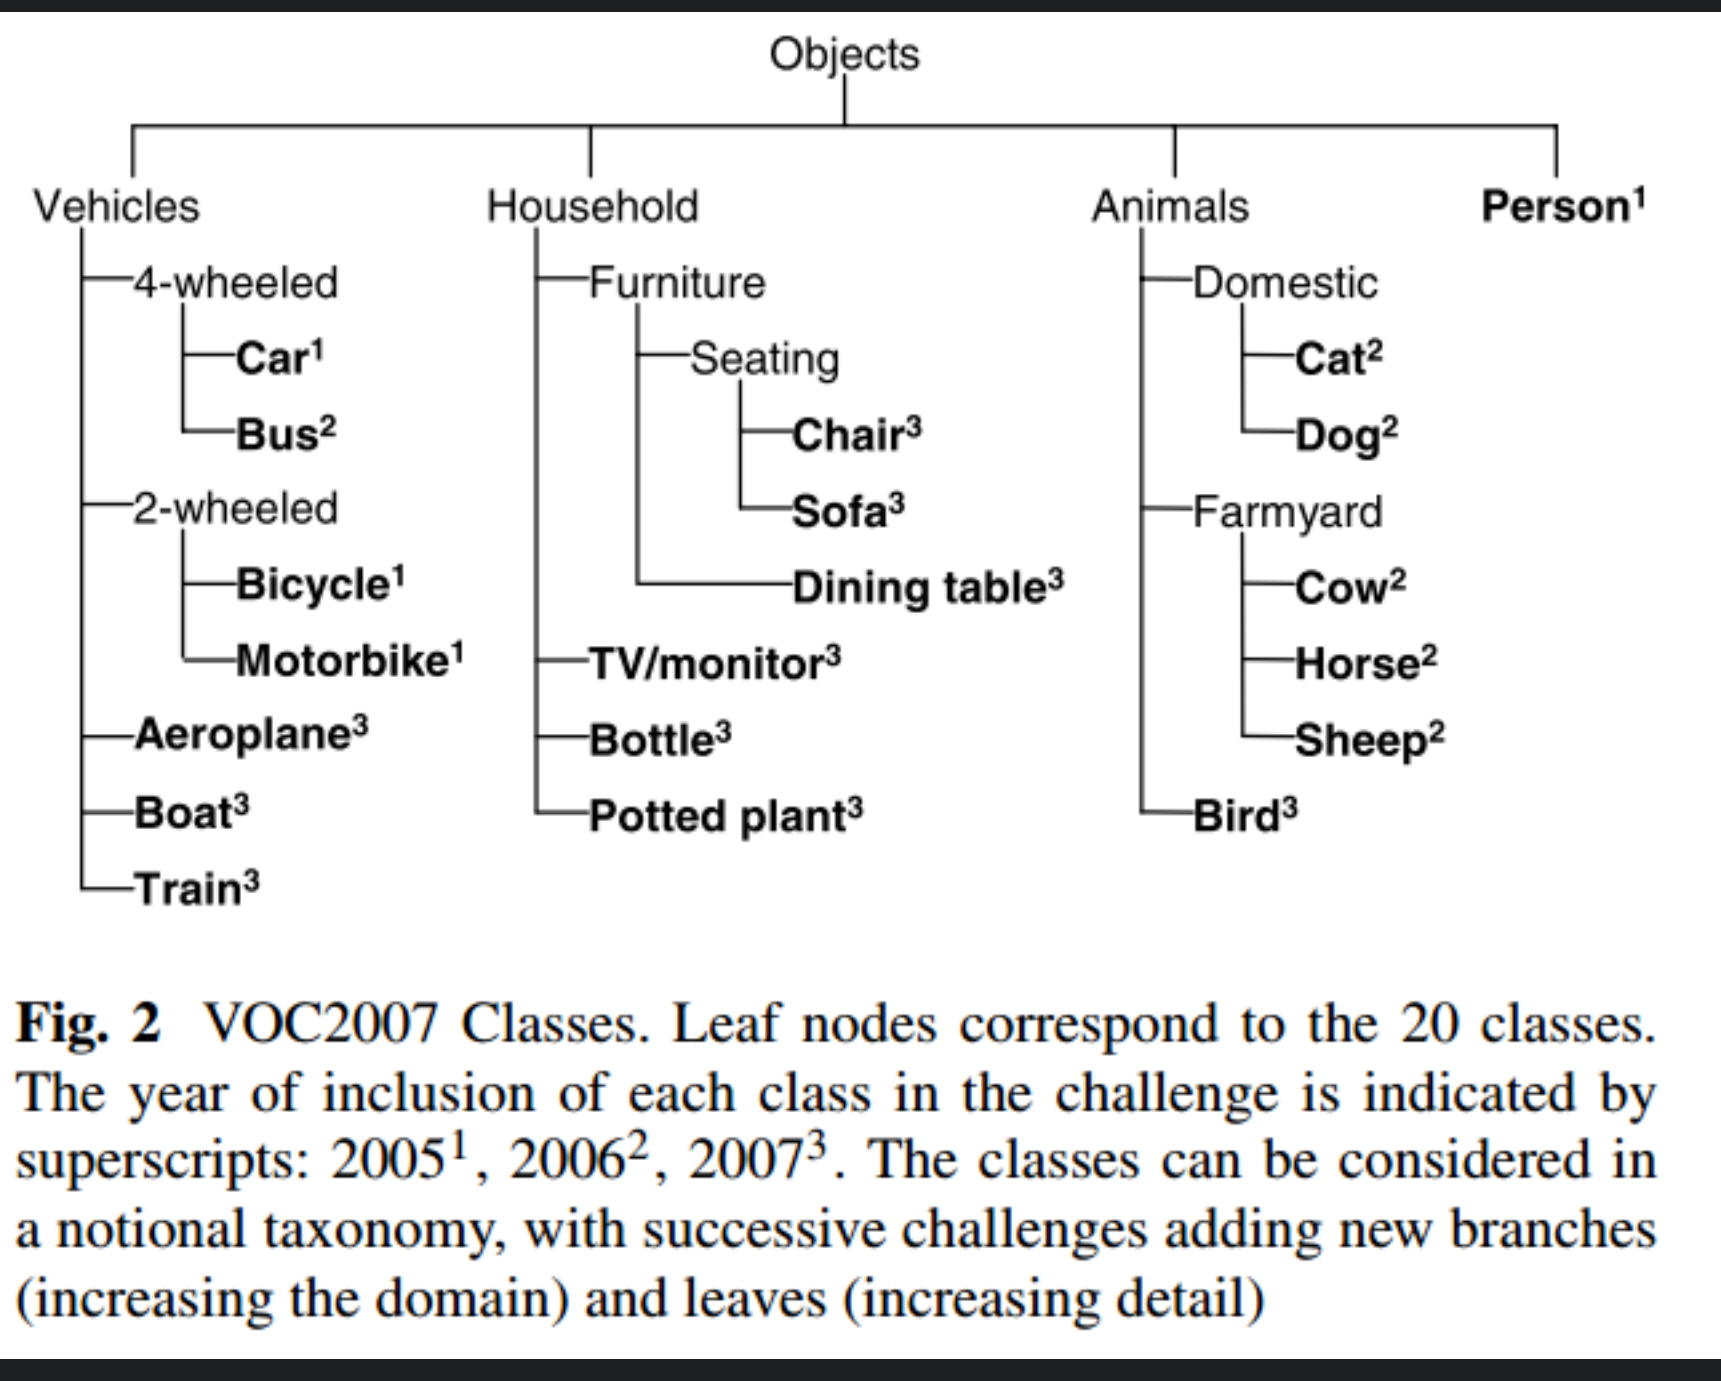 Objects
Vehicles
4-wheeled
Car¹
Bus²
2-wheeled
Bicycle¹
Motorbike¹
Aeroplane³
Boat³
Train³
Household
Furniture
Seating
Chair³
Sofa³
Dining table³
TV/monitor³
Bottle³
Potted plant³
Animals
Domestic
Cat²
Dog²
Farmyard
Cow²
Horse²
Sheep²
Bird³
Person¹
Fig. 2 VOC2007 Classes. Leaf nodes correspond to the 20 classes.
The year of inclusion of each class in the challenge is indicated by
superscripts: 2005¹, 2006², 2007³. The classes can be considered in
a notional taxonomy, with successive challenges adding new branches
(increasing the domain) and leaves (increasing detail)